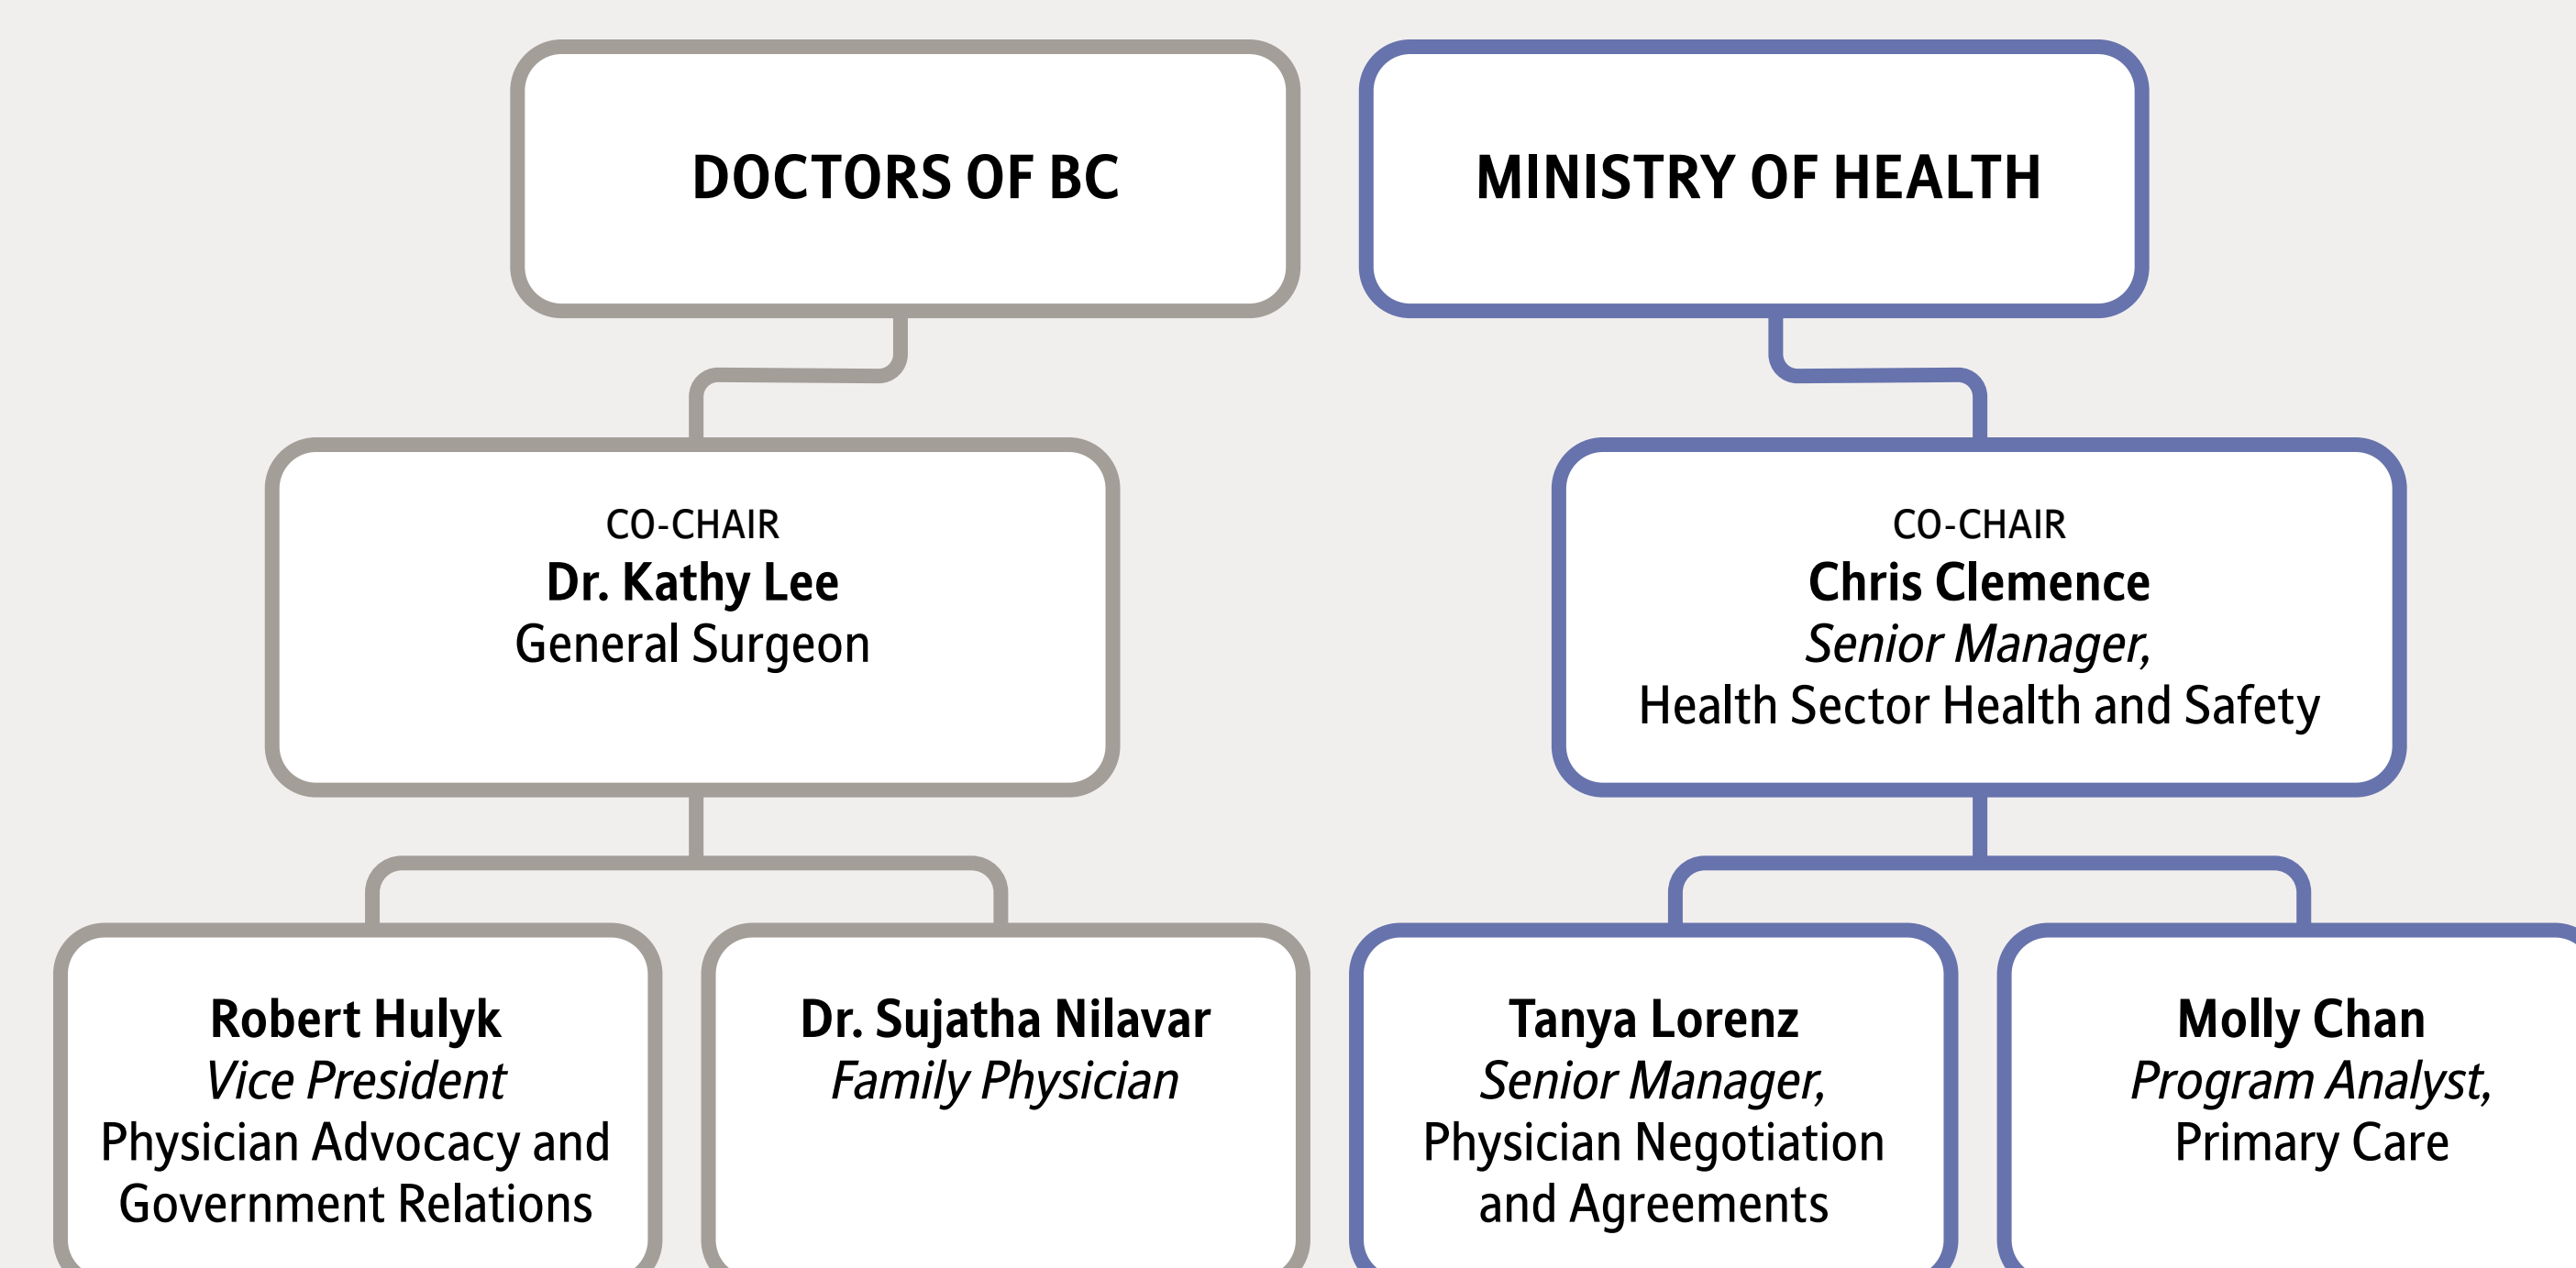 DOCTORS OF BC
MINISTRY OF HEALTH
CO-CHAIR
Dr. Kathy Lee
General Surgeon
CO-CHAIR
Chris Clemence
Senior Manager,
Health Sector Health and Safety
Robert Hulyk
Vice President
Physician Advocacy and
Government Relations
Dr. Sujatha Nilavar
Family Physician
Tanya Lorenz
Senior Manager,
Physician Negotiation
and Agreements
Molly Chan
Program Analyst,
Primary Care